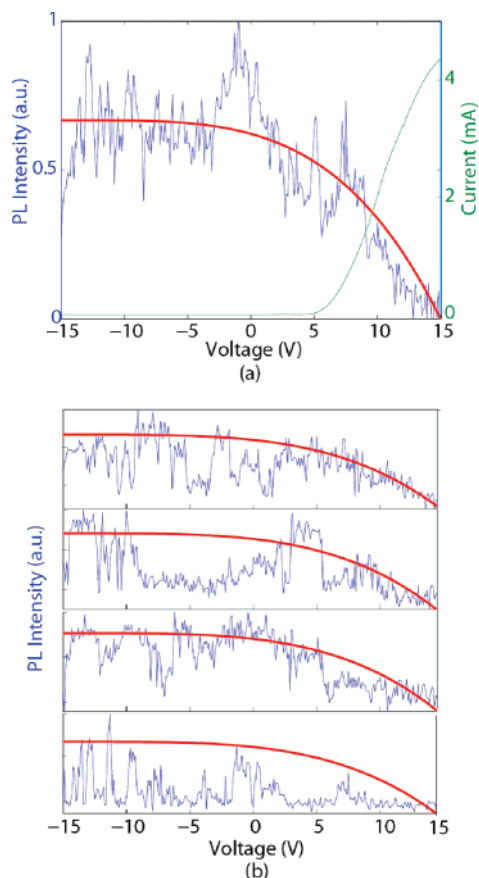 1
0.5
0
PL Intensity (a.u.)
4
2
0
Current (mA)
−15 −10 −5 0 5 10 15
Voltage (V)
(a)
PL Intensity (a.u.)
−15 −10 −5 0 5 10 15
Voltage (V)
(b)